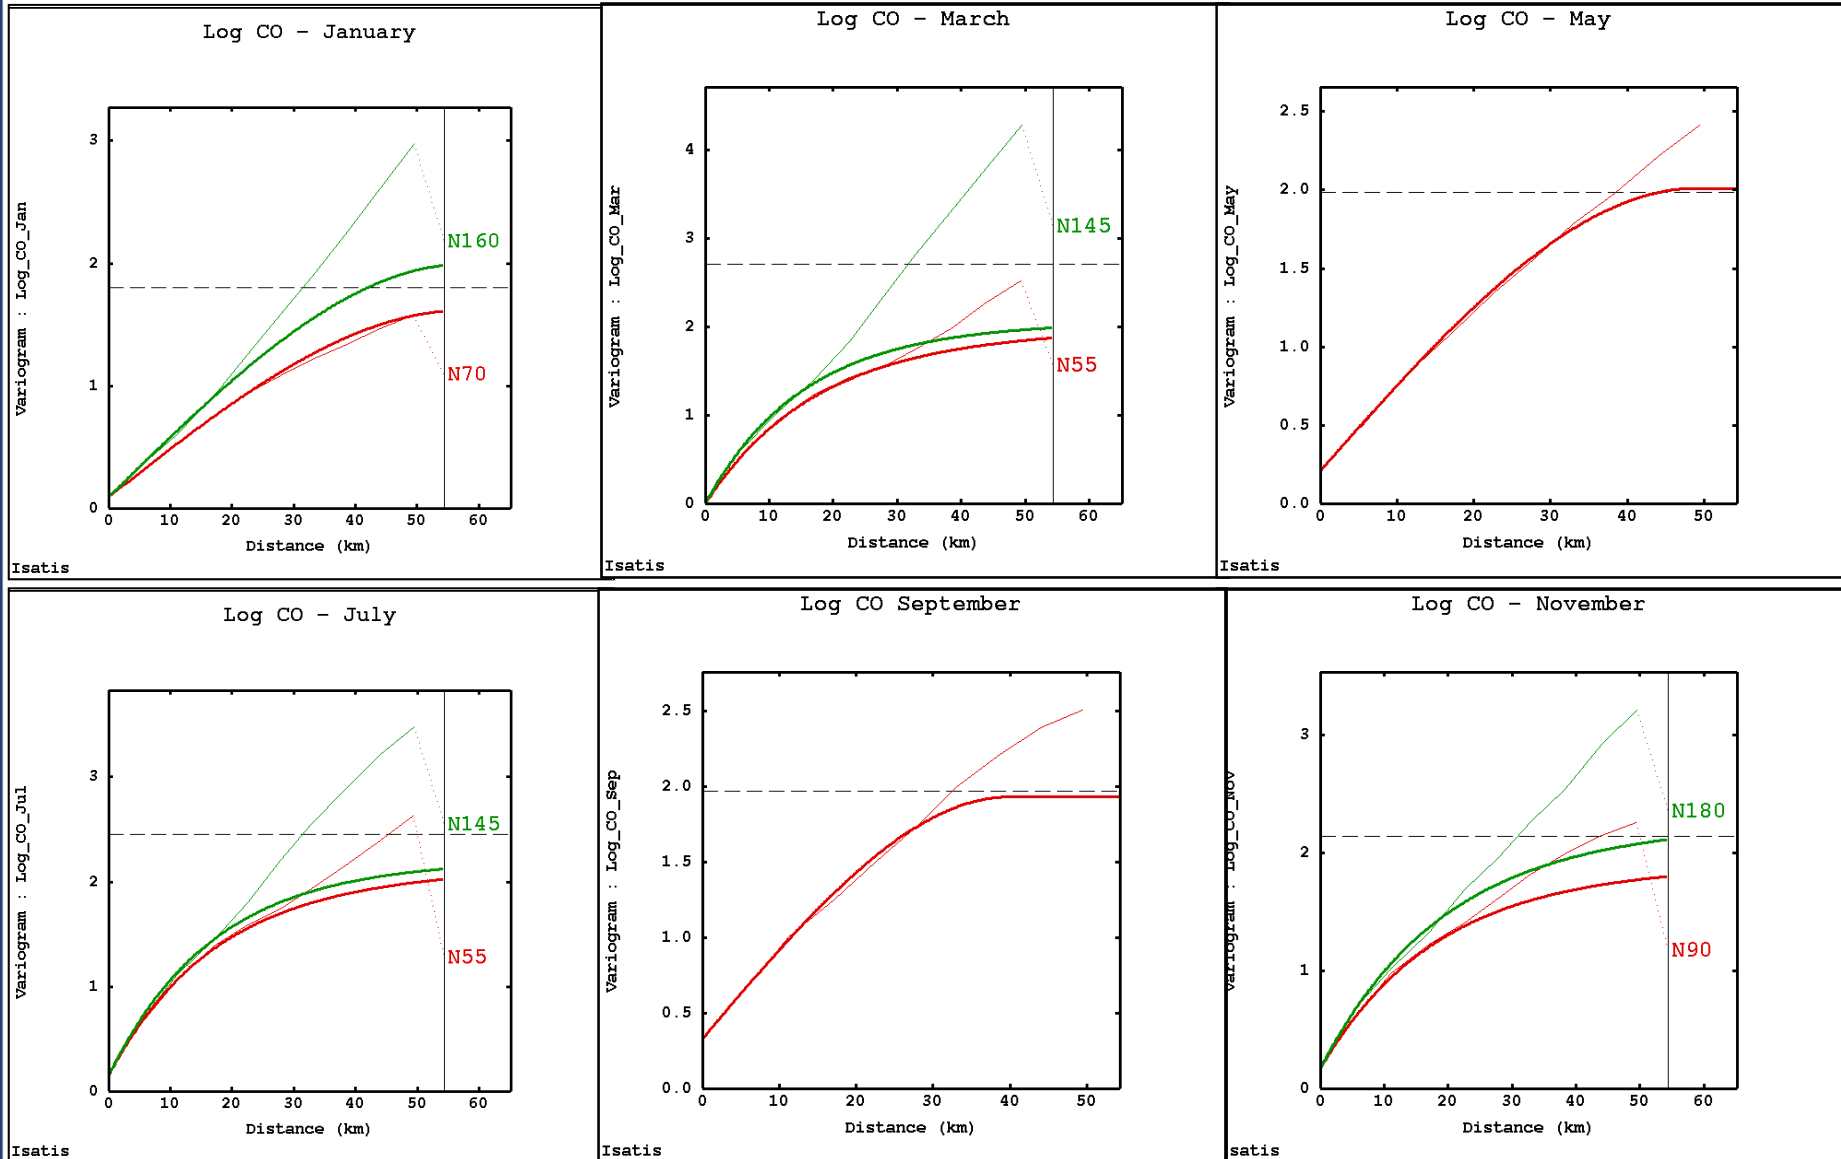 Log CO – January
Variogram : Log_CO_Jan
3
2
1
0
0 10 20 30 40 50 60
N160
N70
Distance (km)
Isatis
Log CO – March
Variogram : Log_CO_Mar
4
3
2
1
0
0 10 20 30 40 50 60
N145
N55
Distance (km)
Isatis
Log CO – May
Variogram : Log_CO_May
2.5
2.0
1.5
1.0
0.5
0.0
0 10 20 30 40 50
Distance (km)
Isatis
Log CO – July
Variogram : Log_CO_Jul
3
2
1
0
0 10 20 30 40 50 60
N145
N55
Distance (km)
Isatis
Log CO September
Variogram : Log_CO_Sep
2.5
2.0
1.5
1.0
0.5
0.0
0 10 20 30 40 50
Distance (km)
Isatis
Log CO – November
Variogram : Log_CO_Nov
3
2
1
0
0 10 20 30 40 50 60
N180
N90
Distance (km)
satis